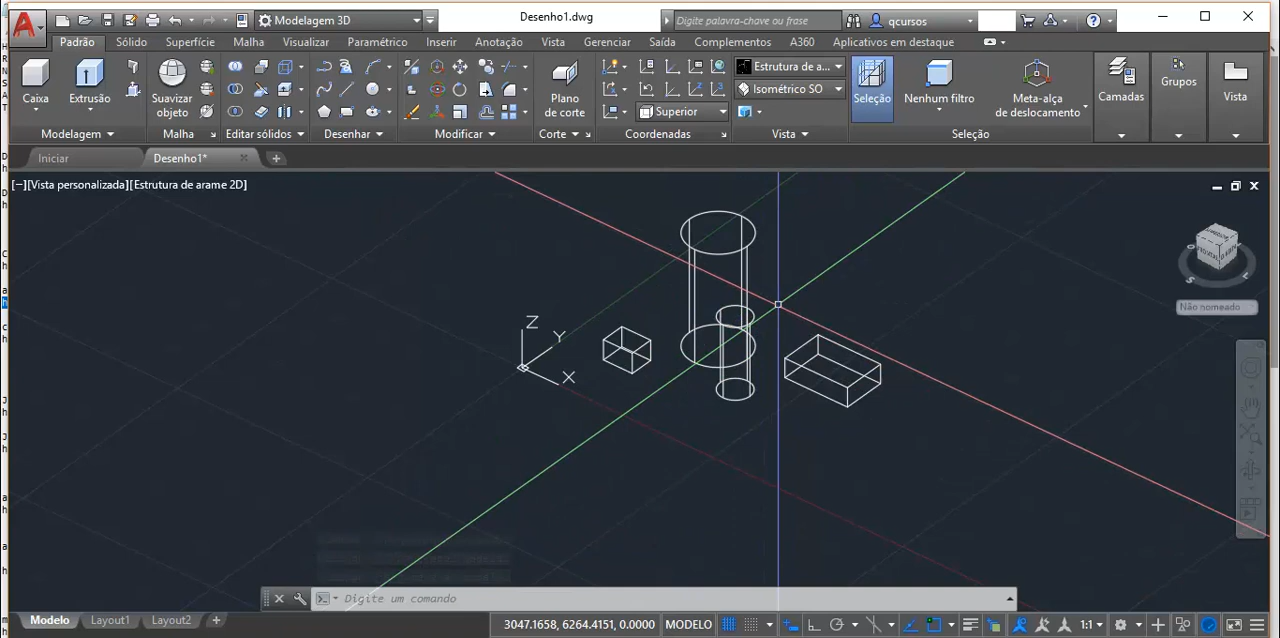 Modelagem 3D
Desenho1.dwg
Digite palavra-chave ou frase
qcursos
Padrão Sólido Superfície Malha Visualizar Paramétrico Inserir Anotação Vista Gerenciar Saída Complementos A360 Aplicativos em destaque
Caixa
Extrusão
Suavizar
objeto
Plano
de corte
Superior
Estrutura de a...
Isométrico SO
Seleção
Nenhum filtro
Meta-alça
de deslocamento
Camadas
Grupos
Vista
Modelagem Malha Editar sólidos Desenhar Modificar Corte Coordenadas Vista Seleção
Iniciar Desenho1*
[−][Vista personalizada][Estrutura de arame 2D]
Z
Y
X
Não nomeado
Digite um comando
Modelo Layout1 Layout2 3047.1658, 6264.4151, 0.0000 MODELO 1:1